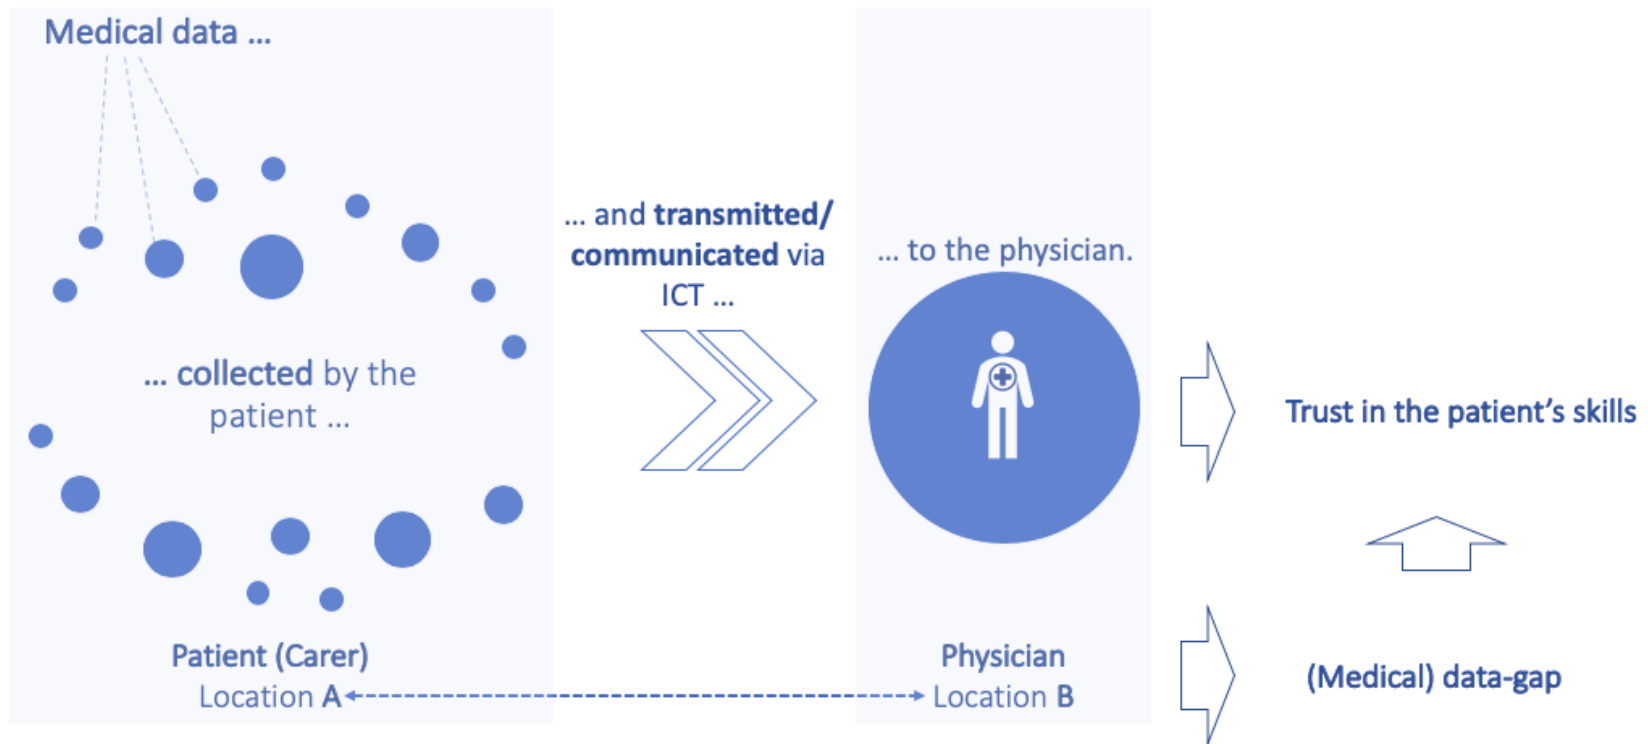 Medical data ...
... collected by the
patient ...
Patient (Carer)
Location A
... and transmitted/
communicated via
ICT ...
... to the physician.
Physician
Location B
Trust in the patient’s skills
(Medical) data-gap